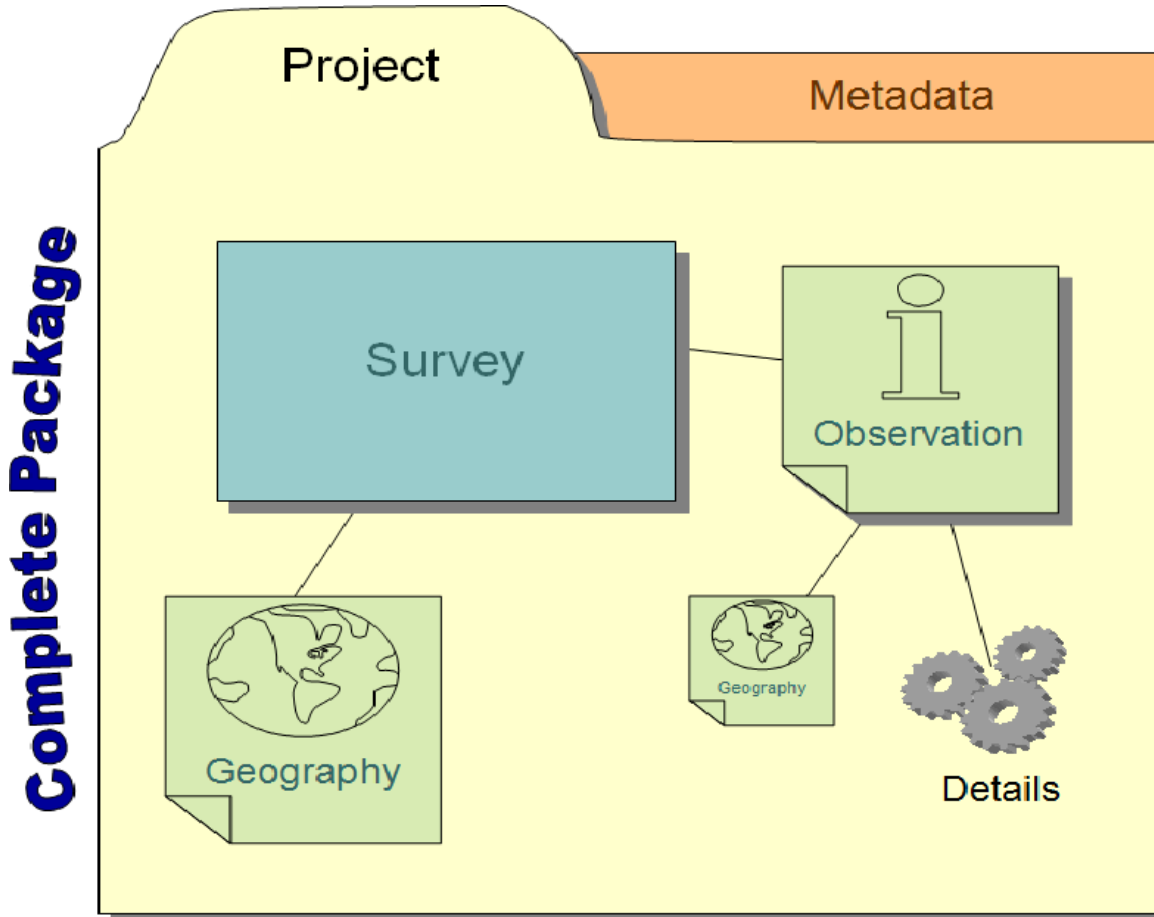 Project
Metadata
Complete Package
Survey
i
Observation
Geography
Geography
Details